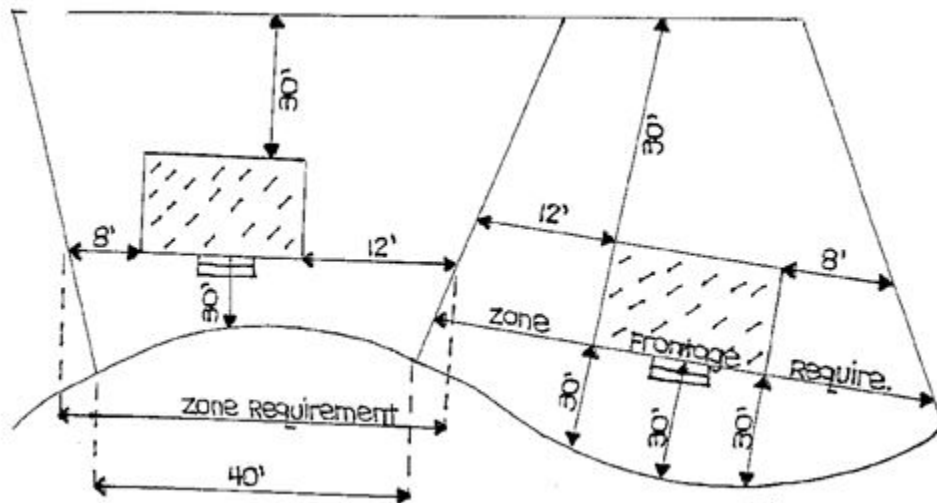 30'
30'
12'
8'
12'
8'
30'
zone
Frontage
Require.
30'
30'
30'
zone Requirement
40'